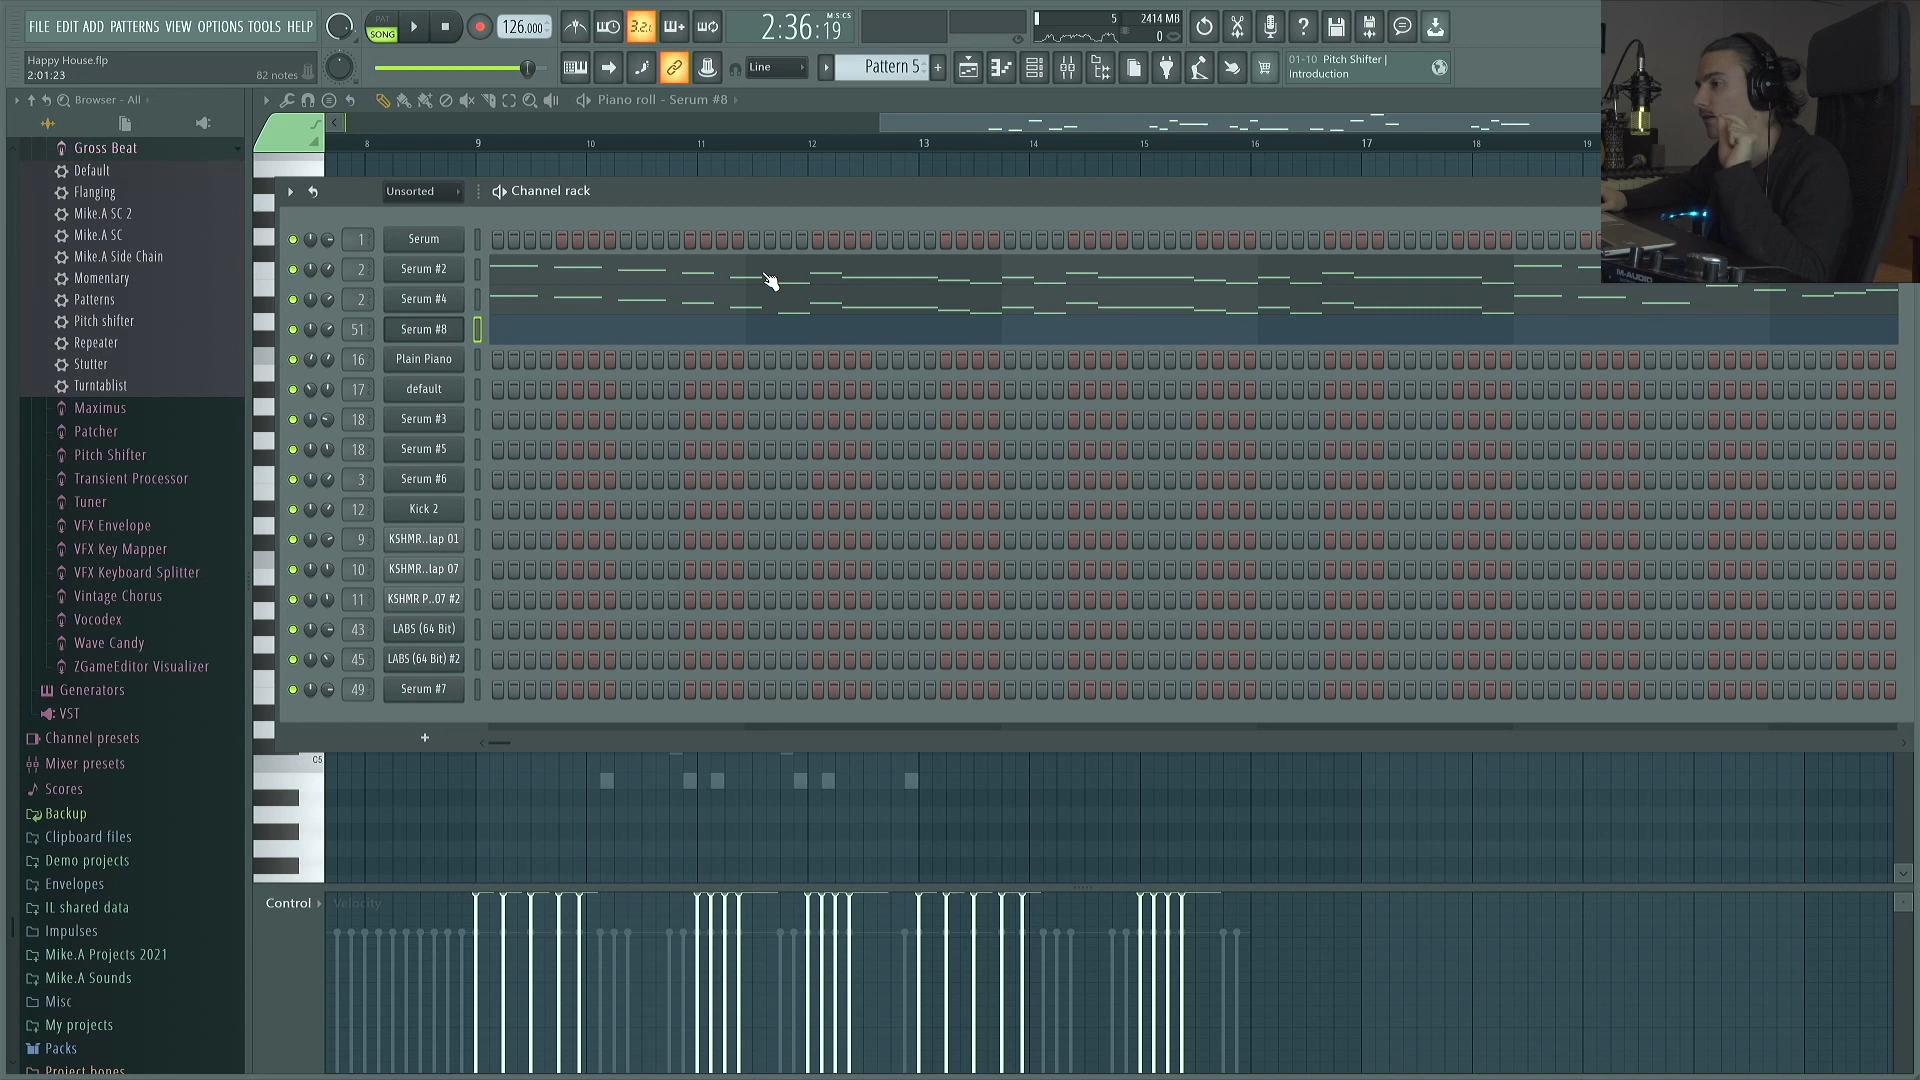 FILE EDIT ADD PATTERNS VIEW OPTIONS TOOLS HELP
PAT
SONG
126.000
3.2.
2:36:19
M:S:CS
5
2414 MB
0
Happy House.flp
2:01:23
82 notes
Line
Pattern 5
+
01-10 Pitch Shifter |
Introduction
Browser - All
Piano roll - Serum #8
8 9 10 11 12 13 14 15 16 17 18 19
Gross Beat
Default
Flanging
Mike.A SC 2
Mike.A SC
Mike.A Side Chain
Momentary
Patterns
Pitch shifter
Repeater
Stutter
Turntablist
Maximus
Patcher
Pitch Shifter
Transient Processor
Tuner
VFX Envelope
VFX Key Mapper
VFX Keyboard Splitter
Vintage Chorus
Vocodex
Wave Candy
ZGameEditor Visualizer
Generators
VST
Channel presets
Mixer presets
Scores
Backup
Clipboard files
Demo projects
Envelopes
IL shared data
Impulses
Mike.A Projects 2021
Mike.A Sounds
Misc
My projects
Packs
Project bones
Unsorted
Channel rack
1 Serum
2 Serum #2
2 Serum #4
51 Serum #8
16 Plain Piano
17 default
18 Serum #3
18 Serum #5
3 Serum #6
12 Kick 2
9 KSHMR..lap 01
10 KSHMR..lap 07
11 KSHMR P..07 #2
43 LABS (64 Bit)
45 LABS (64 Bit) #2
49 Serum #7
+
C5
Control
Velocity
M-AUDIO